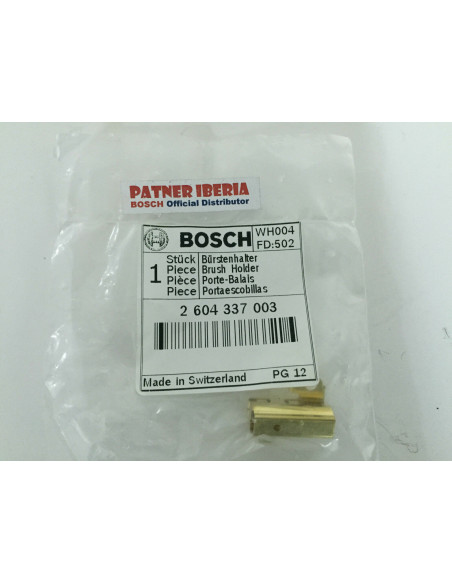 PATNER IBERIA
BOSCH Official Distributor
BOSCH
WH004
FD:502
1
Stück Bürstenhalter
Piece Brush Holder
Pièce Porte-Balais
Piece Portaescobillas
2 604 337 003
Made in Switzerland PG 12